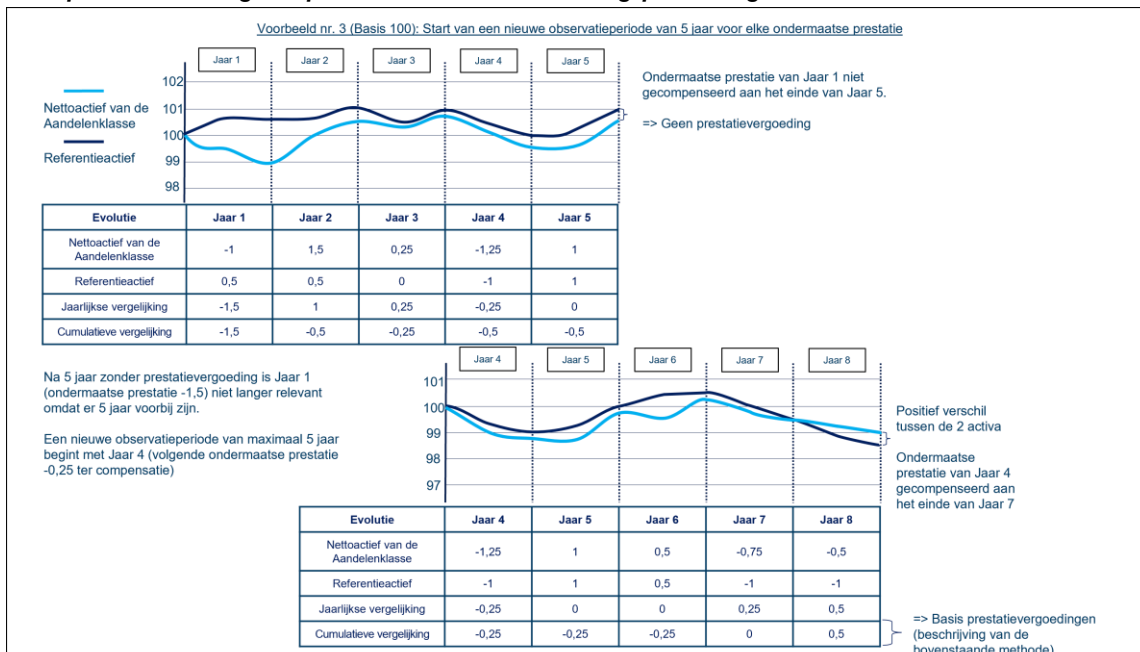 Voorbeeld nr. 3 (Basis 100): Start van een nieuwe observatieperiode van 5 jaar voor elke ondermaatse prestatie
Jaar 1 Jaar 2 Jaar 3 Jaar 4 Jaar 5
102
101
100
99
98
Nettoactief van de
Aandelenklasse
Referentieactief
Ondermaatse prestatie van Jaar 1 niet
gecompenseerd aan het einde van Jaar 5.
=> Geen prestatievergoeding
Evolutie Jaar 1 Jaar 2 Jaar 3 Jaar 4 Jaar 5
Nettoactief van de
Aandelenklasse -1 1,5 0,25 -1,25 1
Referentieactief 0,5 0,5 0 -1 1
Jaarlijkse vergelijking -1,5 1 0,25 -0,25 0
Cumulatieve vergelijking -1,5 -0,5 -0,25 -0,5 -0,5
Na 5 jaar zonder prestatievergoeding is Jaar 1
(ondermaatse prestatie -1,5) niet langer relevant
omdat er 5 jaar voorbij zijn.
Een nieuwe observatieperiode van maximaal 5 jaar
begint met Jaar 4 (volgende ondermaatse prestatie
-0,25 ter compensatie)
Jaar 4 Jaar 5 Jaar 6 Jaar 7 Jaar 8
101
100
99
98
97
Positief verschil
tussen de 2 activa
Ondermaatse
prestatie van Jaar 4
gecompenseerd aan
het einde van Jaar 7
Evolutie Jaar 4 Jaar 5 Jaar 6 Jaar 7 Jaar 8
Nettoactief van de
Aandelenklasse -1,25 1 0,5 -0,75 -0,5
Referentieactief -1 1 0,5 -1 -1
Jaarlijkse vergelijking -0,25 0 0 0,25 0,5
Cumulatieve vergelijking -0,25 -0,25 -0,25 0 0,5
=> Basis prestatievergoedingen
(beschrijving van de
bovenstaande methode)